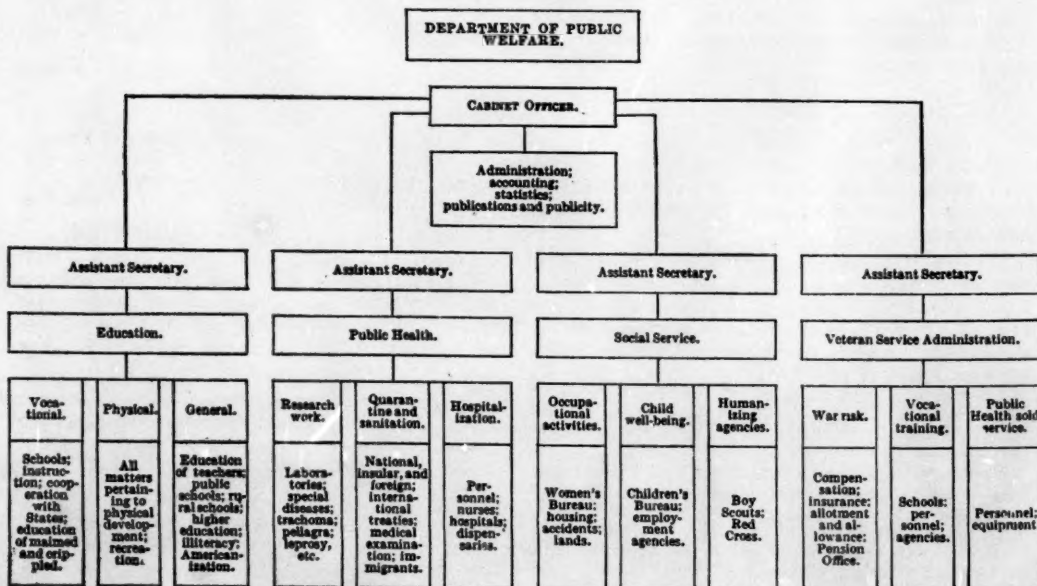 DEPARTMENT OF PUBLIC
WELFARE.
CABINET OFFICER.
Administration;
accounting;
statistics;
publications and publicity.
Assistant Secretary.
Assistant Secretary.
Assistant Secretary.
Assistant Secretary.
Education.
Public Health.
Social Service.
Veteran Service Administration.
Voca-
tional.
Physical.
General.
Research
work.
Quaran-
tine and
sanitation.
Hospital-
ization.
Occupa-
tional
activities.
Child
well-being.
Human-
izing
agencies.
War risk.
Voca-
tional
training.
Public
Health sold
service.
Schools;
instruc-
tion; coop-
eration
with
States;
education
of maimed
and crip-
pled.
All
matters
pertain-
ing to
physical
develop-
ment;
recrea-
tion.
Education
of teachers;
public
schools; ru-
ral schools;
higher
education;
illiteracy;
American-
ization.
Labora-
tories;
special
diseases;
trachoma;
pellagra;
leprosy,
etc.
National,
insular, and
foreign;
interna-
tional
treaties;
medical
examina-
tion; im-
migrants.
Per-
sonnel;
nurses;
hospitals;
dispen-
saries.
Women's
Bureau;
housing;
accidents;
lands.
Children's
Bureau;
employ-
ment
agencies.
Boy
Scouts;
Red
Cross.
Compen-
sation;
insurance;
allotment
and al-
lowance;
Pension
Office.
Schools;
per-
sonnel;
agencies.
Personnel;
equipment